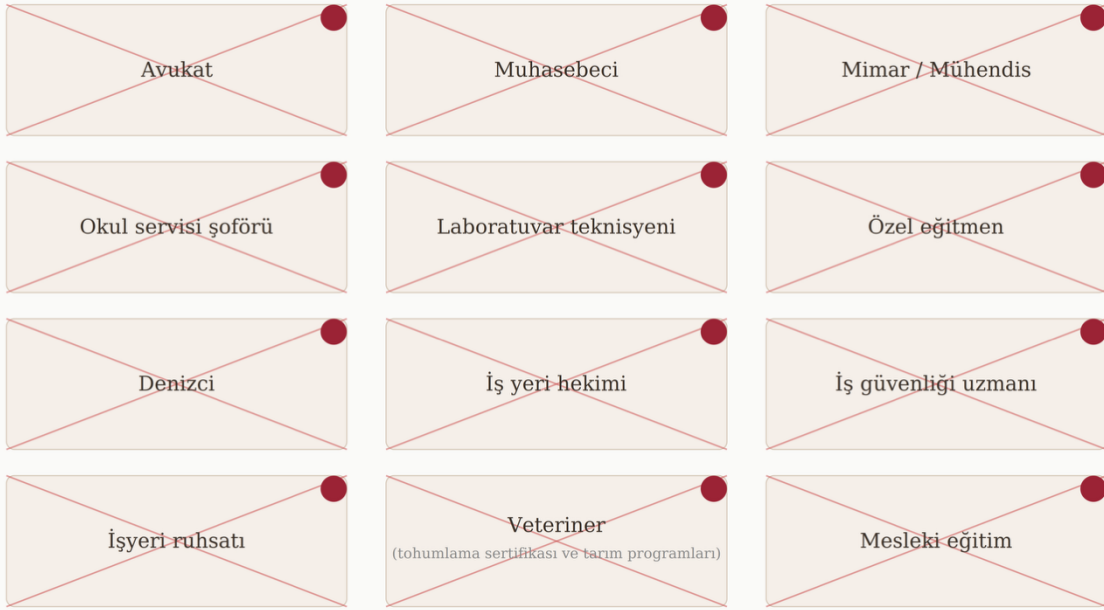 Avukat
Muhasebeci
Mimar / Mühendis
Okul servisi şoförü
Laboratuvar teknisyeni
Özel eğitmen
Denizci
İş yeri hekimi
İş güvenliği uzmanı
İşyeri ruhsatı
Veteriner
(tohumlama sertifikası ve tarım programları)
Mesleki eğitim